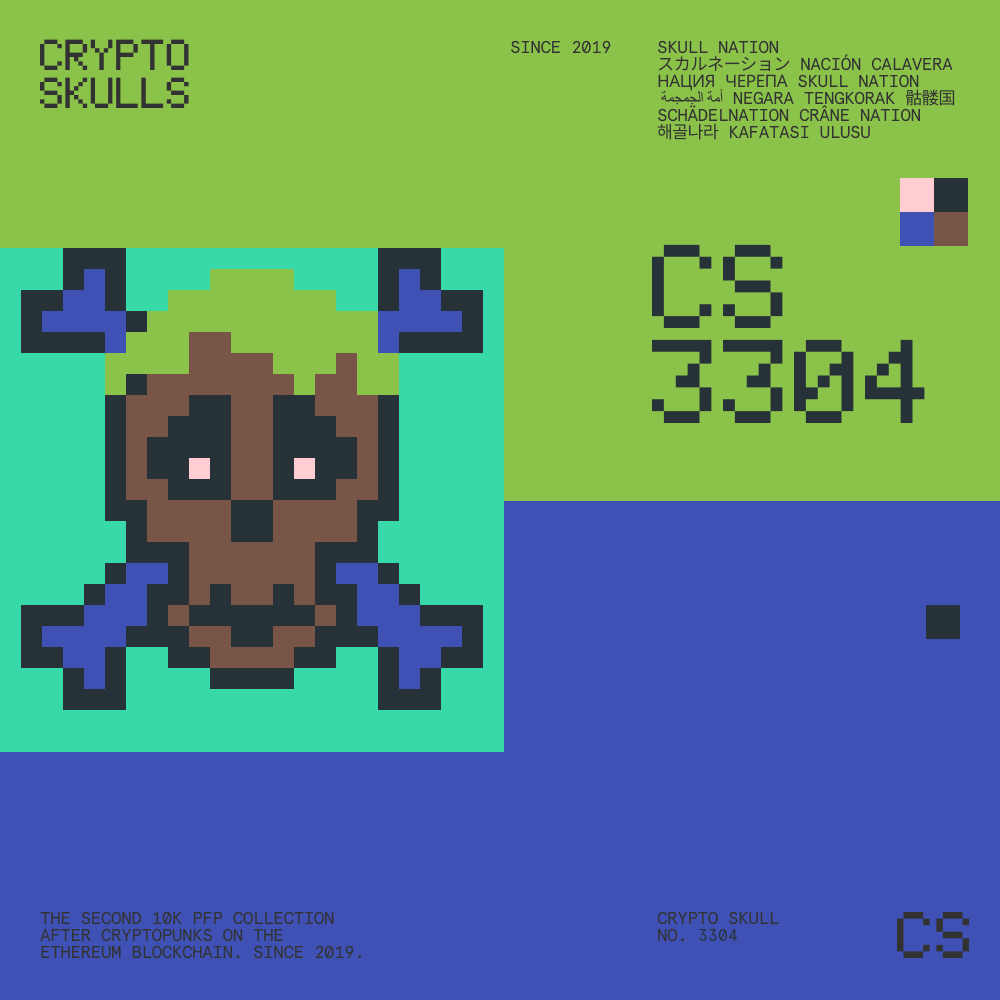 CRYPTO
SKULLS
SINCE 2019
SKULL NATION
スカルネーション NACIÓN CALAVERA
НАЦИЯ ЧЕРЕПА SKULL NATION
أمة الجمجمة NEGARA TENGKORAK 骷髅国
SCHÄDELNATION CRÂNE NATION
해골나라 KAFATASI ULUSU
CS
3304
THE SECOND 10K PFP COLLECTION
AFTER CRYPTOPUNKS ON THE
ETHEREUM BLOCKCHAIN. SINCE 2019.
CRYPTO SKULL
NO. 3304
CS